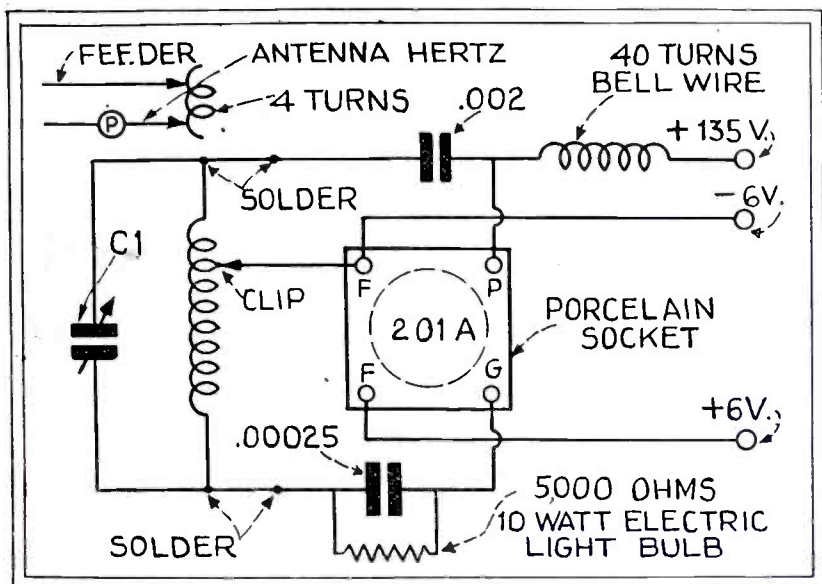 FEEDER
ANTENNA HERTZ
4 TURNS
P
.002
40 TURNS
BELL WIRE
+135 V.
-6V.
SOLDER
C1
CLIP
F
P
201A
F
G
PORCELAIN
SOCKET
+6V.
.00025
SOLDER
5000 OHMS
10 WATT ELECTRIC
LIGHT BULB